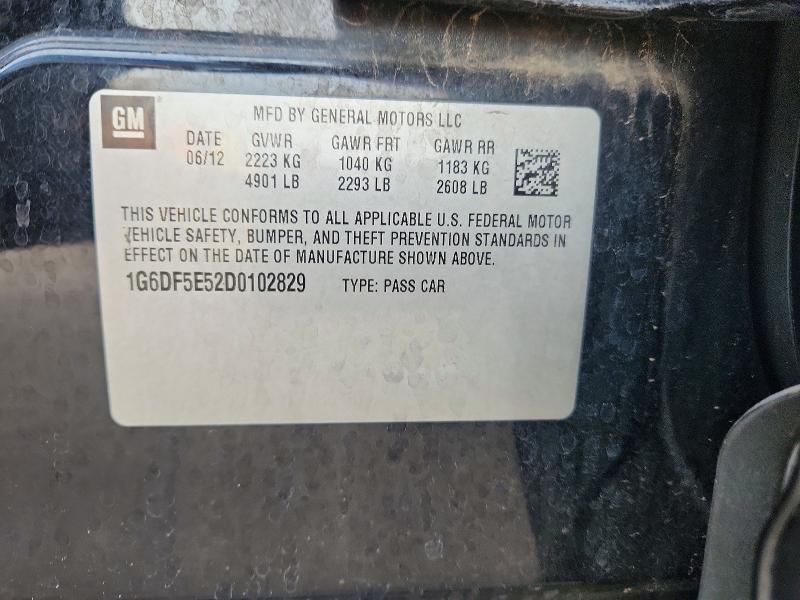 GM
MFD BY GENERAL MOTORS LLC
DATE GVWR GAWR FRT GAWR RR
06/12 2223 KG 1040 KG 1183 KG
4901 LB 2293 LB 2608 LB
THIS VEHICLE CONFORMS TO ALL APPLICABLE U.S. FEDERAL MOTOR
VEHICLE SAFETY, BUMPER, AND THEFT PREVENTION STANDARDS IN
EFFECT ON THE DATE OF MANUFACTURE SHOWN ABOVE.
1G6DF5E52D0102829 TYPE: PASS CAR